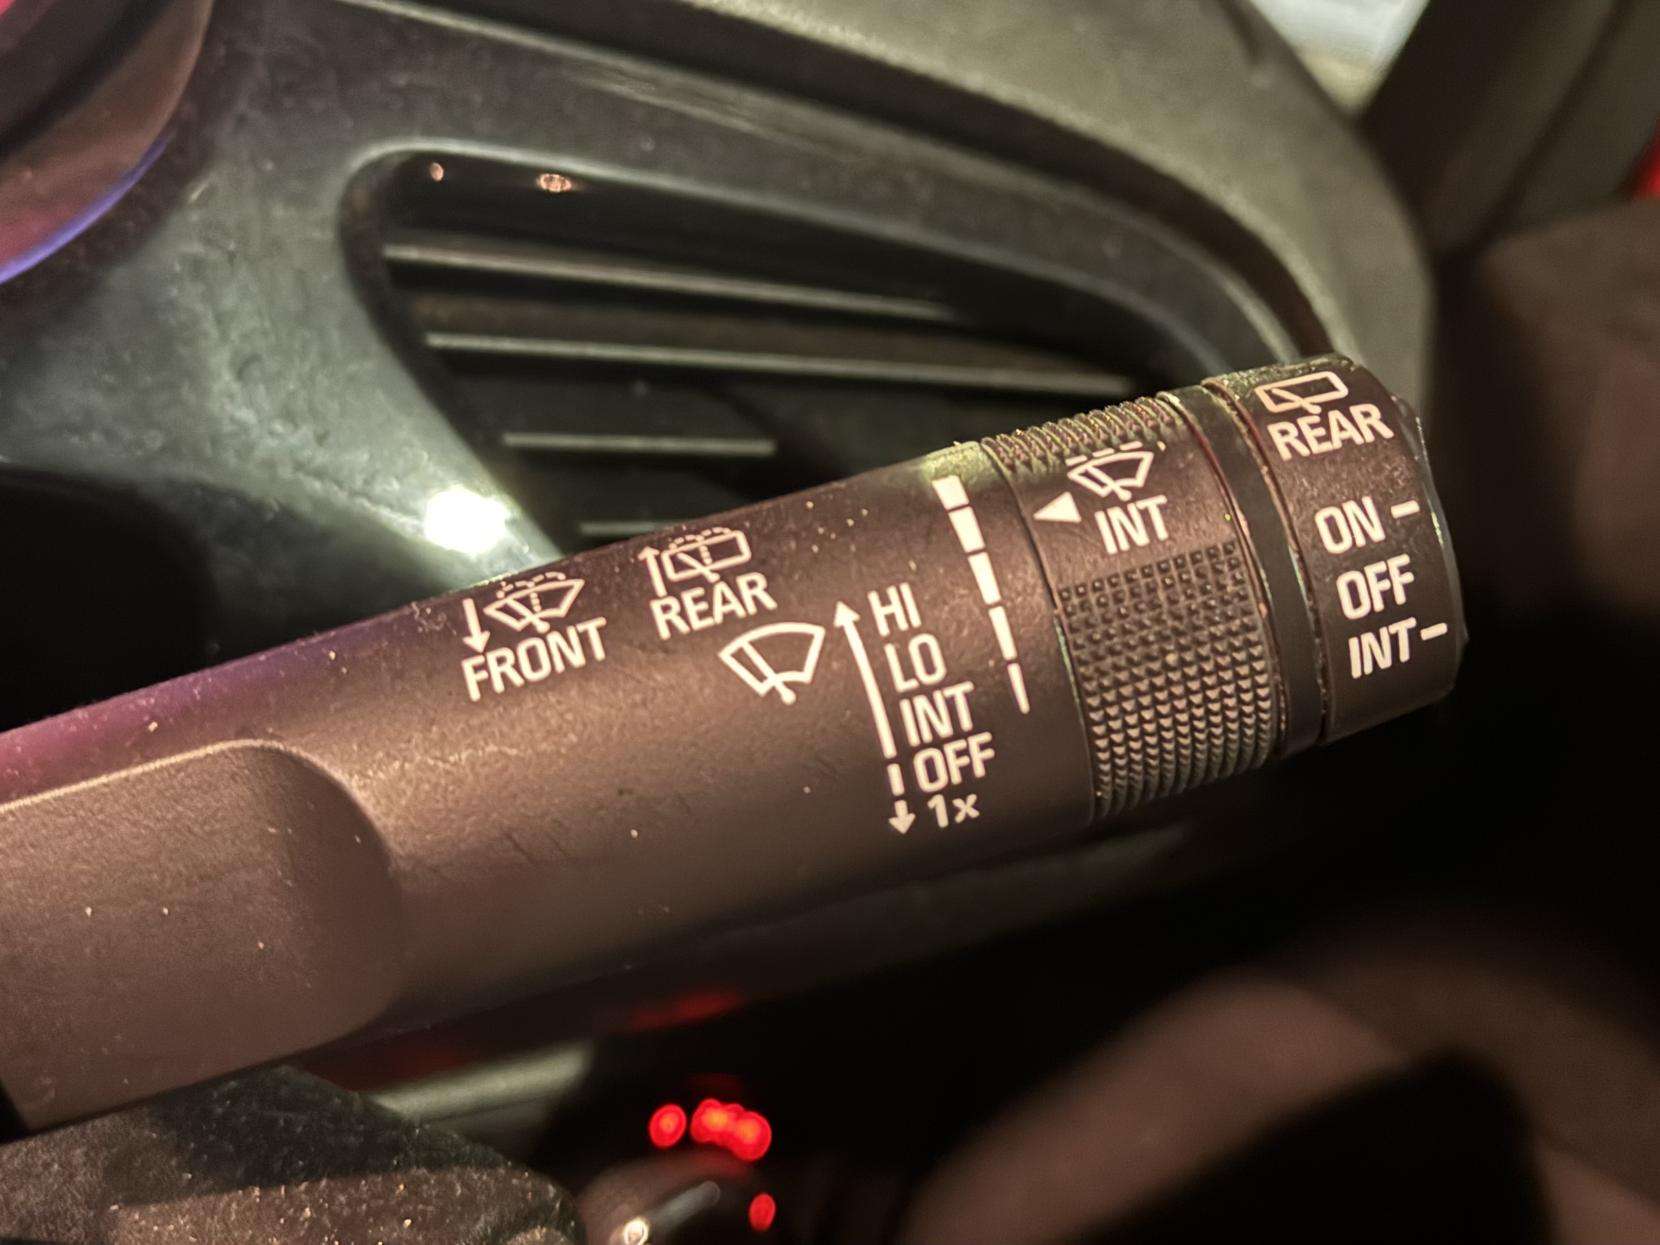 FRONT
REAR
HI
LO
INT
OFF
1x
INT
REAR
ON
OFF
INT